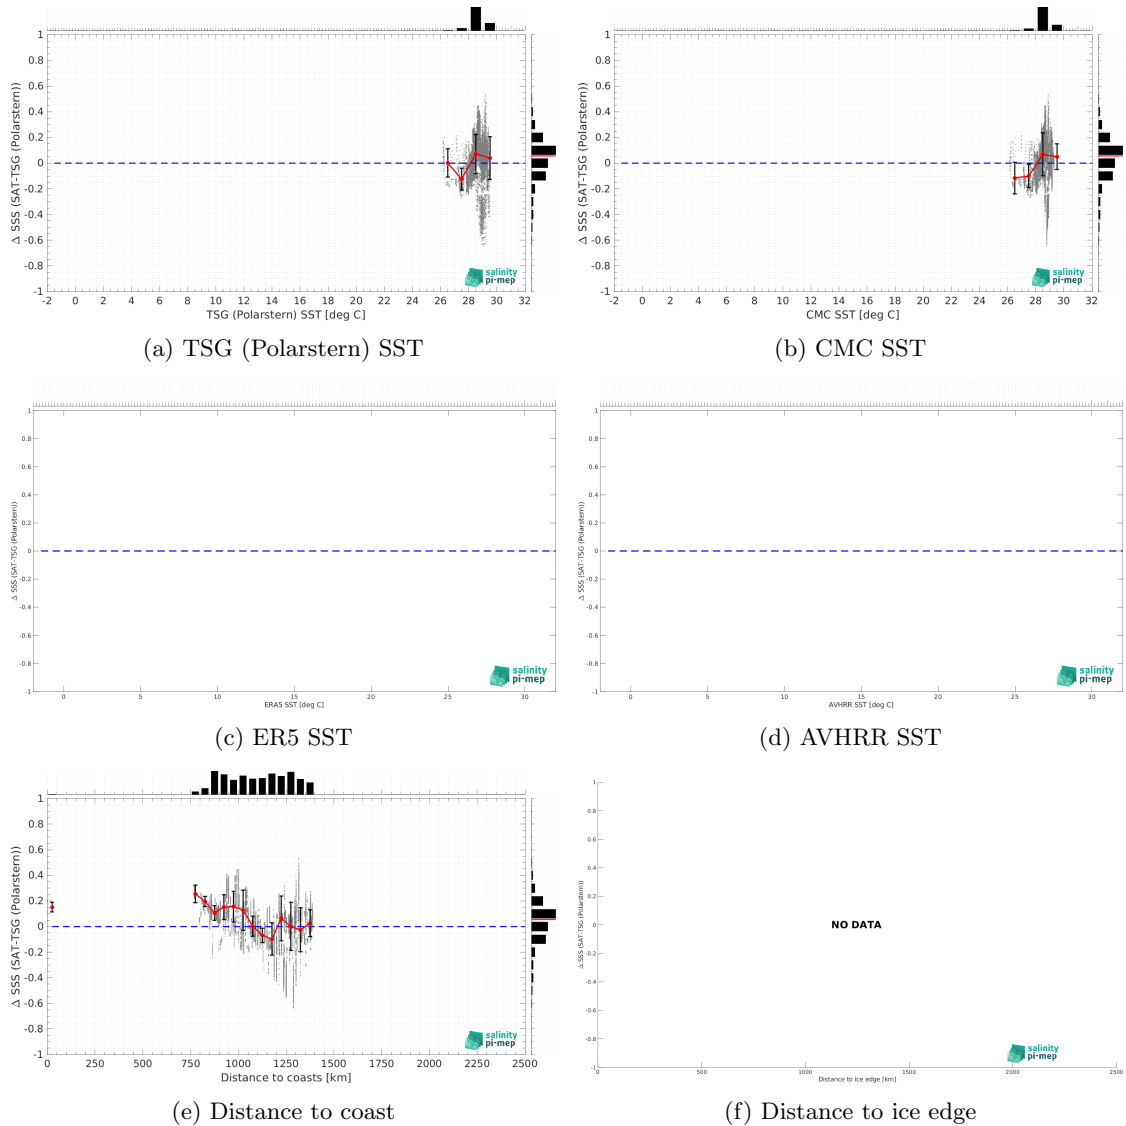 1
0.8
0.6
0.4
0.2
0
-0.2
-0.4
-0.6
-0.8
-1
Δ SSS (SAT-TSG (Polarstern))
-2 0 2 4 6 8 10 12 14 16 18 20 22 24 26 28 30 32
TSG (Polarstern) SST [deg C]
salinity
pi-mep
(a) TSG (Polarstern) SST
1
0.8
0.6
0.4
0.2
0
-0.2
-0.4
-0.6
-0.8
-1
Δ SSS (SAT-TSG (Polarstern))
-2 0 2 4 6 8 10 12 14 16 18 20 22 24 26 28 30 32
CMC SST [deg C]
salinity
pi-mep
(b) CMC SST
1
0.8
0.6
0.4
0.2
0
-0.2
-0.4
-0.6
-0.8
-1
Δ SSS (SAT-TSG (Polarstern))
0 5 10 15 20 25 30
ERA5 SST [deg C]
salinity
pi-mep
(c) ER5 SST
1
0.8
0.6
0.4
0.2
0
-0.2
-0.4
-0.6
-0.8
-1
Δ SSS (SAT-TSG (Polarstern))
0 5 10 15 20 25 30
AVHRR SST [deg C]
salinity
pi-mep
(d) AVHRR SST
1
0.8
0.6
0.4
0.2
0
-0.2
-0.4
-0.6
-0.8
-1
Δ SSS (SAT-TSG (Polarstern))
0 250 500 750 1000 1250 1500 1750 2000 2250 2500
Distance to coasts [km]
salinity
pi-mep
(e) Distance to coast
1
0.8
0.6
0.4
0.2
0
-0.2
-0.4
-0.6
-0.8
-1
Δ SSS (SAT-TSG (Polarstern))
NO DATA
0 500 1000 1500 2000 2500
Distance to ice edge [km]
salinity
pi-mep
(f) Distance to ice edge